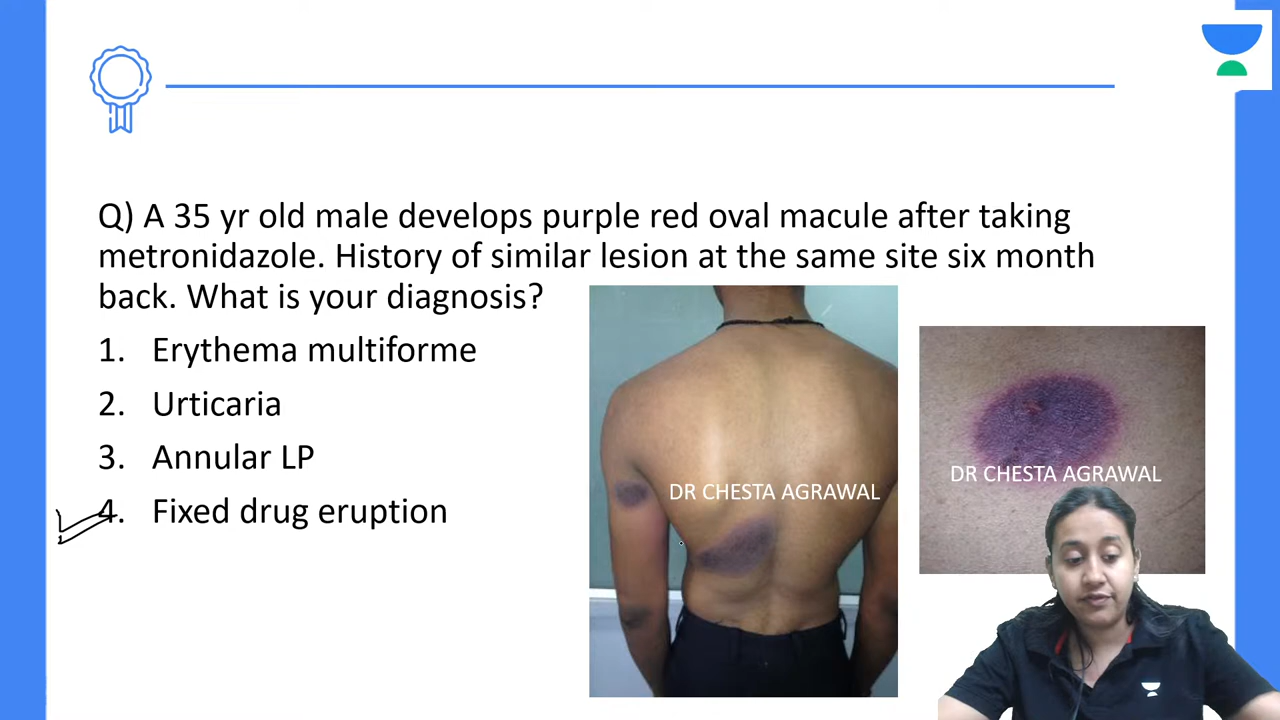 Q) A 35 yr old male develops purple red oval macule after taking
metronidazole. History of similar lesion at the same site six month
back. What is your diagnosis?
1. Erythema multiforme
2. Urticaria
3. Annular LP
4. Fixed drug eruption
DR CHESTA AGRAWAL
DR CHESTA AGRAWAL